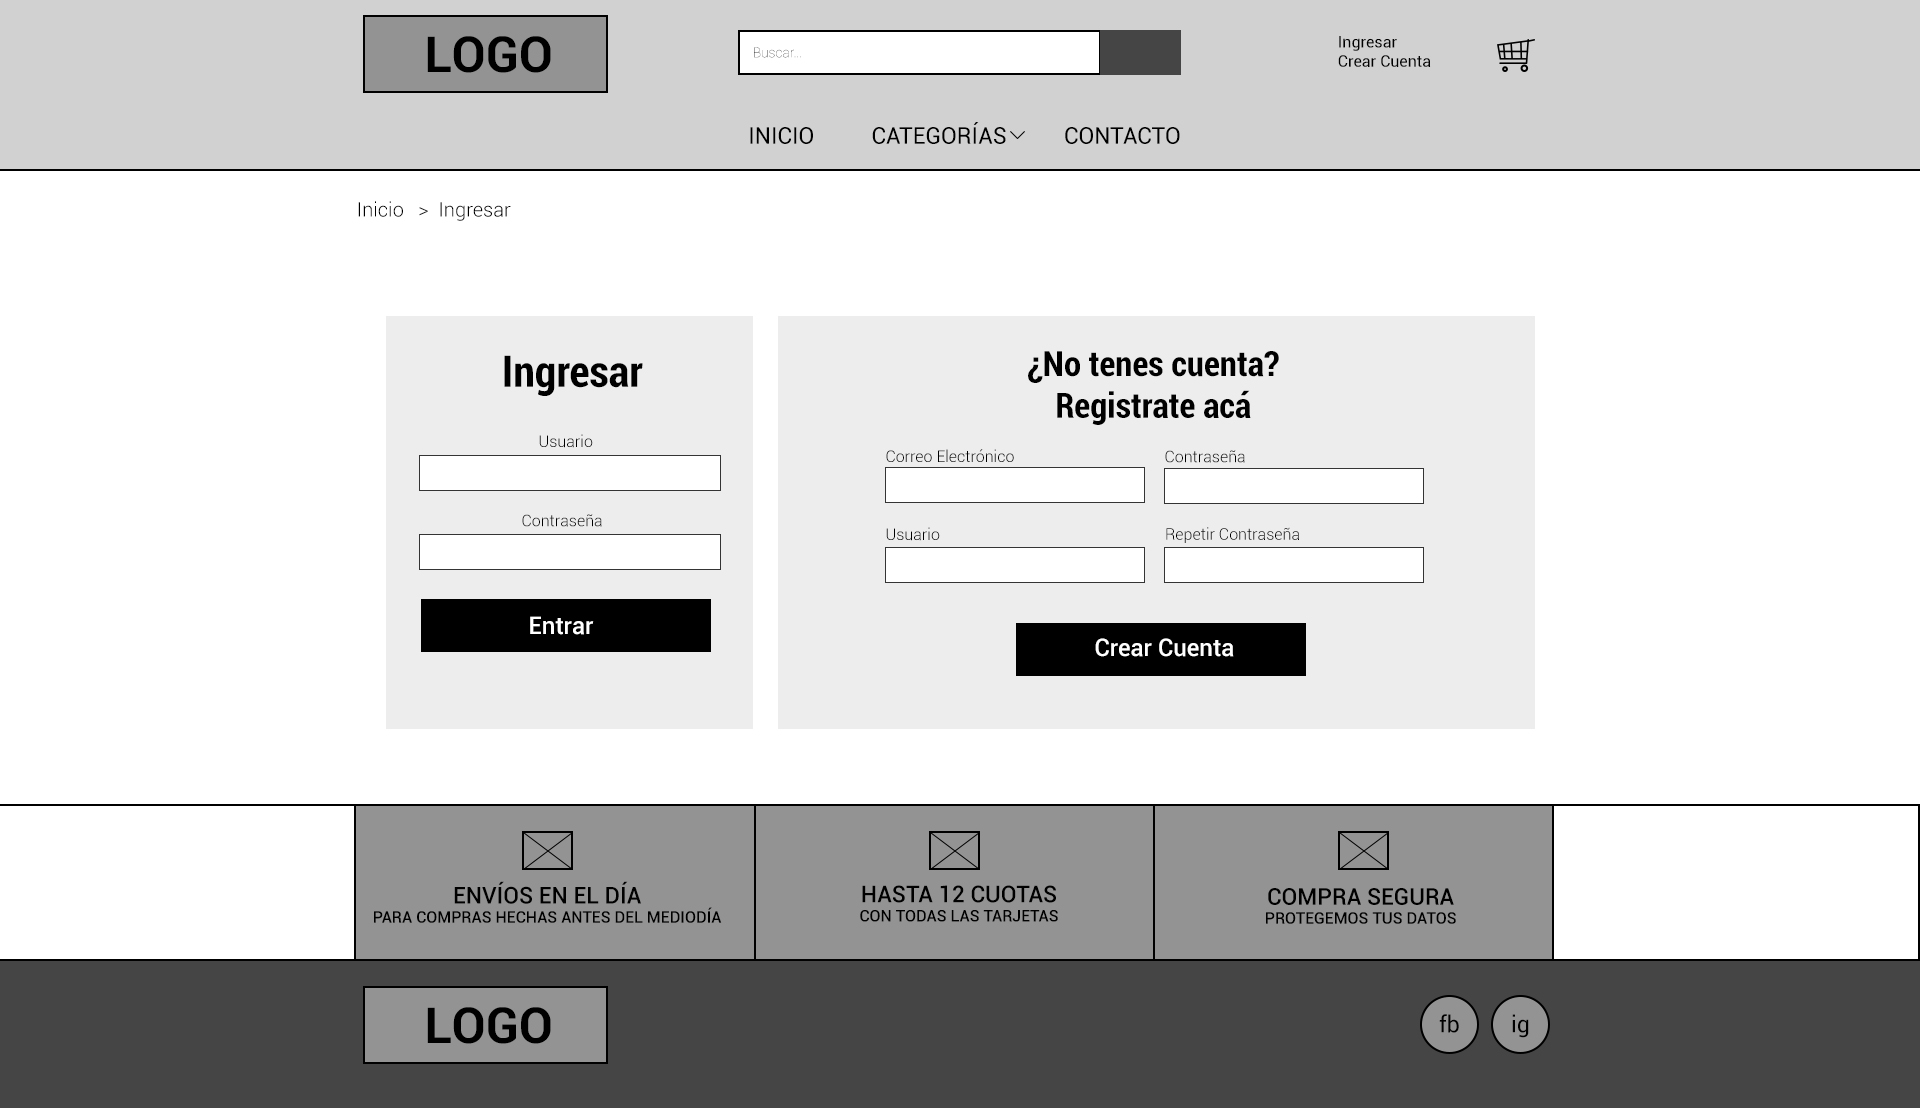 LOGO
Buscar...
Ingresar
Crear Cuenta
INICIO
CATEGORÍAS
CONTACTO
Inicio > Ingresar
Ingresar
Usuario
Contraseña
Entrar
¿No tenes cuenta?
Registrate acá
Correo Electrónico
Contraseña
Usuario
Repetir Contraseña
Crear Cuenta
ENVÍOS EN EL DÍA
PARA COMPRAS HECHAS ANTES DEL MEDIODÍA
HASTA 12 CUOTAS
CON TODAS LAS TARJETAS
COMPRA SEGURA
PROTEGEMOS TUS DATOS
LOGO
fb
ig